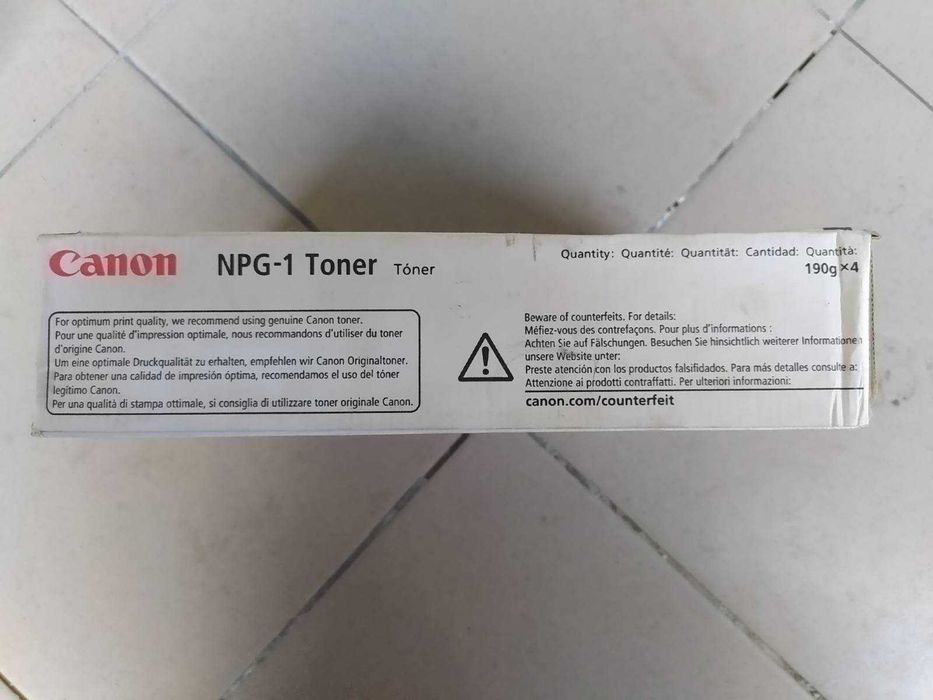 Canon NPG-1 Toner Tóner
Quantity: Quantité: Quantität: Cantidad: Quantità:
190g×4
For optimum print quality, we recommend using genuine Canon toner.
Pour une qualité d'impression optimale, nous recommandons d'utiliser du toner
d'origine Canon.
Um eine optimale Druckqualität zu erhalten, empfehlen wir Canon Originaltoner.
Para obtener una calidad de impresión óptima, recomendamos el uso del tóner
legítimo Canon.
Per una qualità di stampa ottimale, si consiglia di utilizzare toner originale Canon.
Beware of counterfeits. For details:
Méfiez-vous des contrefaçons. Pour plus d'informations :
Achten Sie auf Fälschungen. Besuchen Sie hinsichtlich weiterer Informationen
unsere Website unter:
Preste atención con los productos falsificados. Para más detalles consulte a:
Attenzione ai prodotti contraffatti. Per ulteriori informazioni:
canon.com/counterfeit